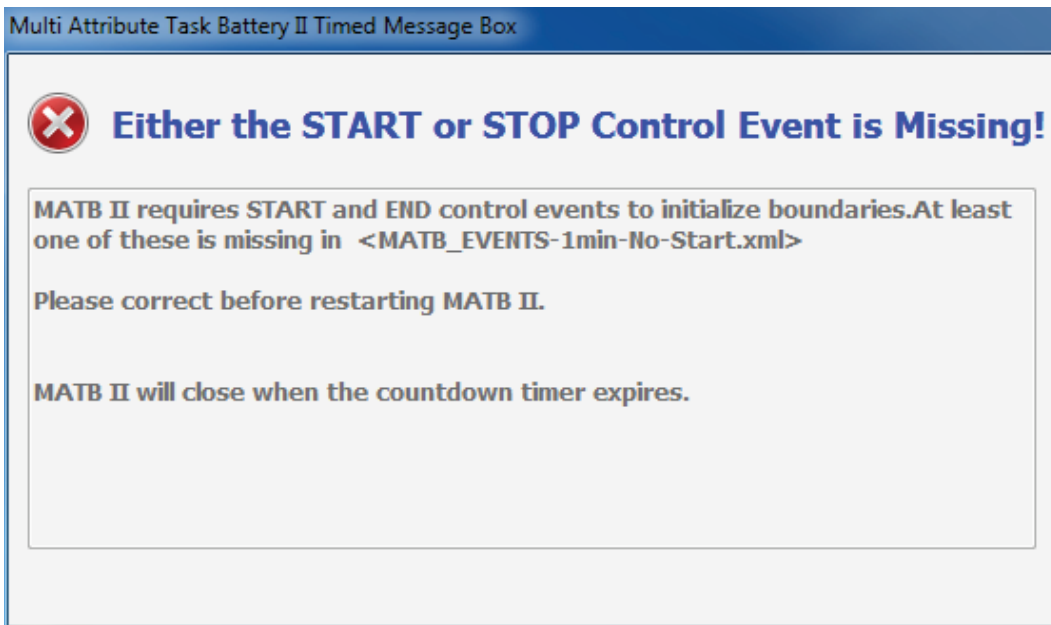 Multi Attribute Task Battery II Timed Message Box
Either the START or STOP Control Event is Missing!
MATB II requires START and END control events to initialize boundaries.At least
one of these is missing in  <MATB_EVENTS-1min-No-Start.xml>
Please correct before restarting MATB II.
MATB II will close when the countdown timer expires.